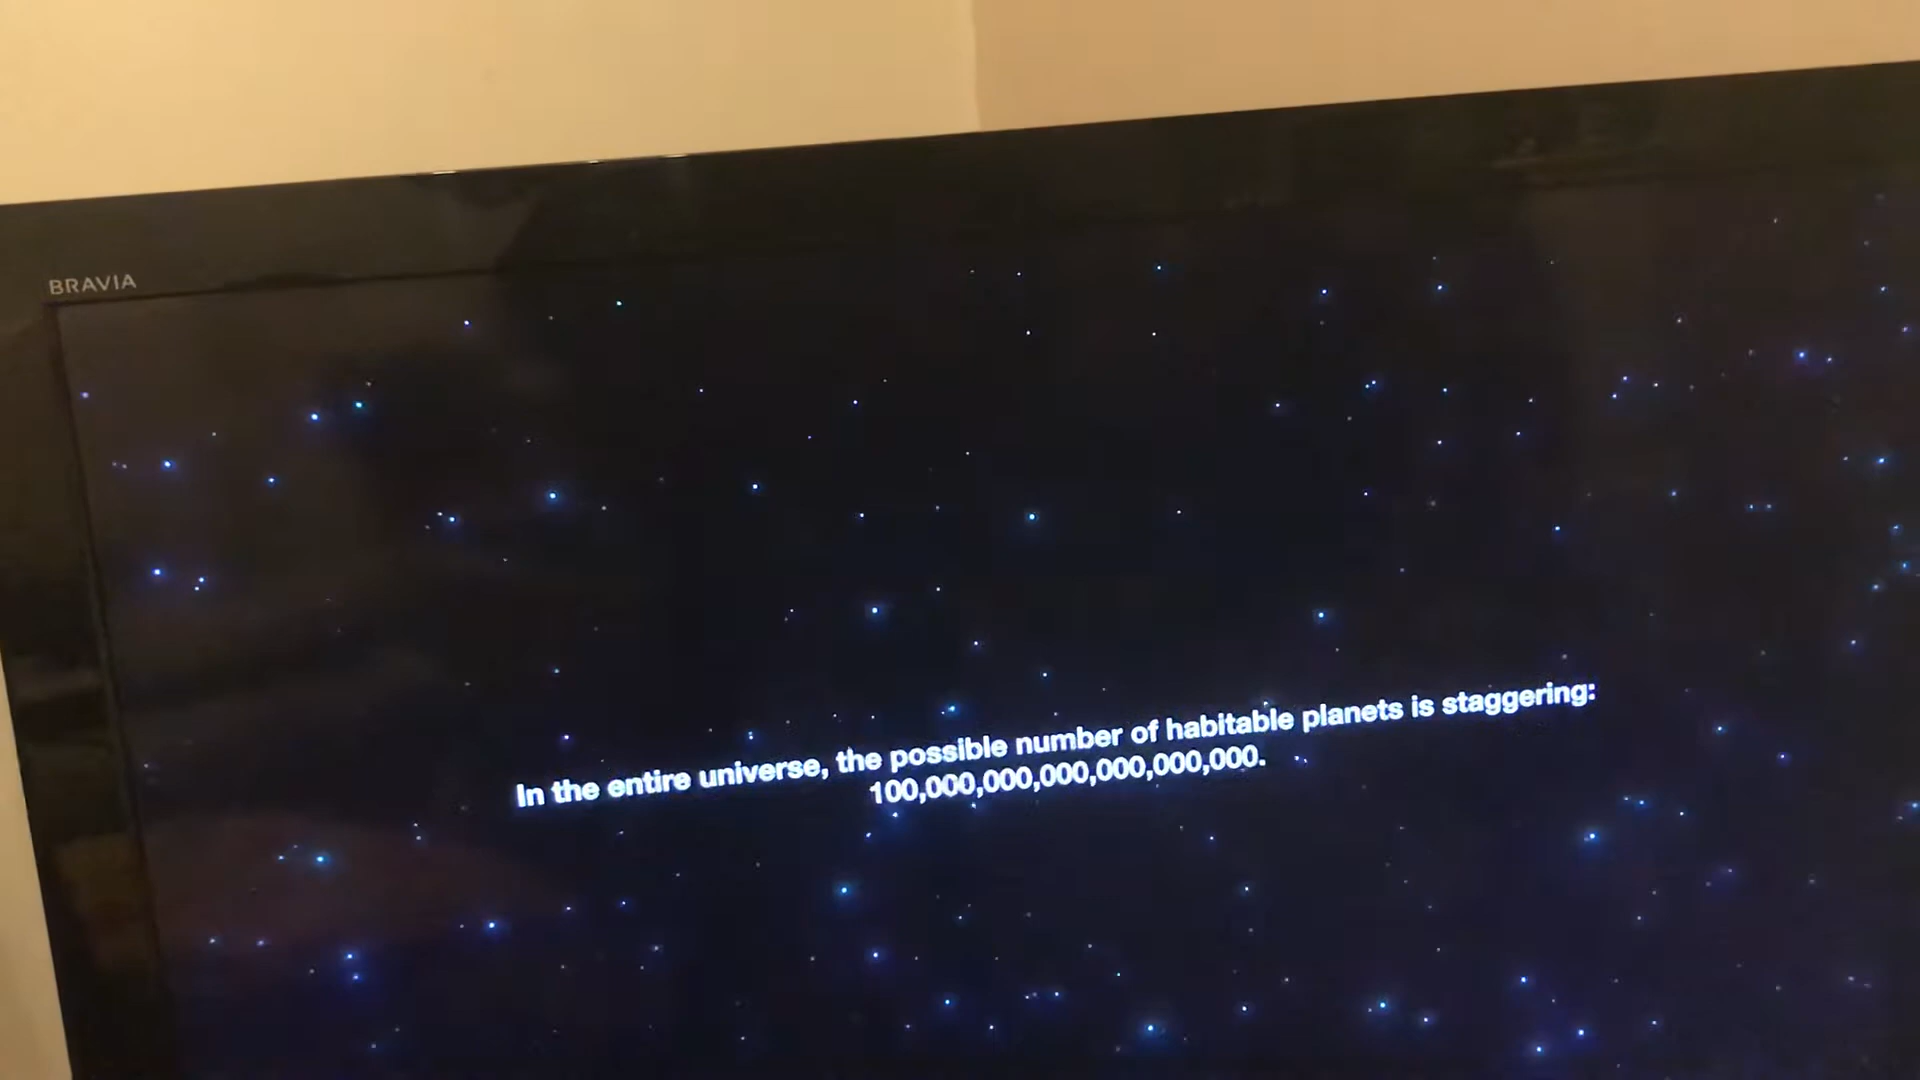 BRAVIA
In the entire universe, the possible number of habitable planets is staggering:
100,000,000,000,000,000,000.